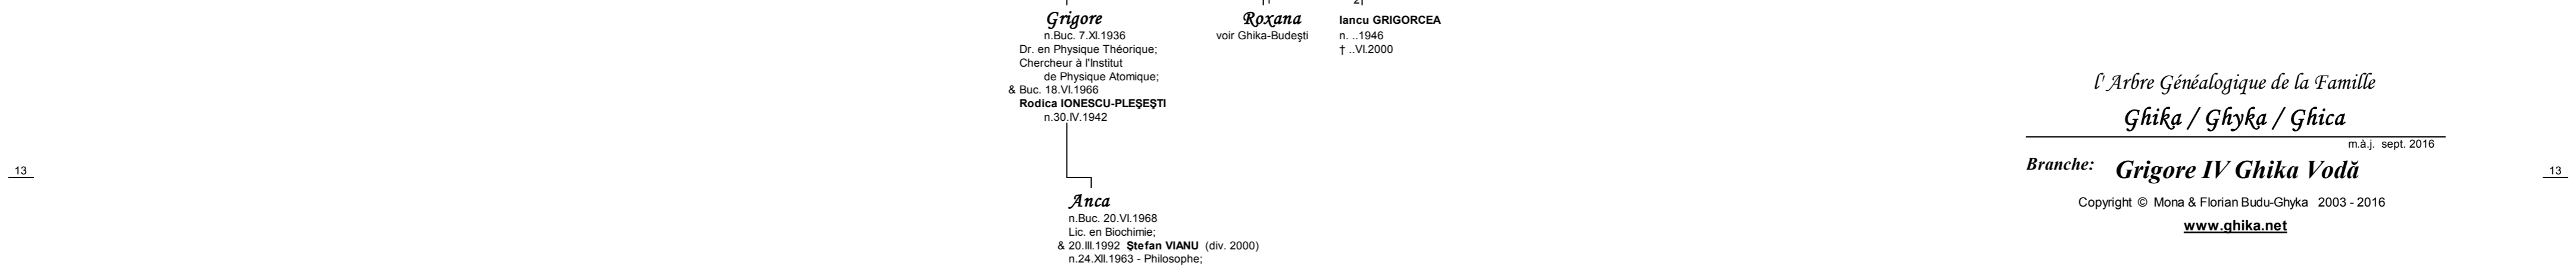 1
2
Grigore
n.Buc. 7.XI.1936
Dr. en Physique Théorique;
Chercheur à l'Institut
de Physique Atomique;
& Buc. 18.VI.1966
Rodica IONESCU-PLEŞEŞTI
n.30.IV.1942
Roxana
voir Ghika-Budeşti
Iancu GRIGORCEA
n. ..1946
† ..VI.2000
Anca
n.Buc. 20.VI.1968
Lic. en Biochimie;
& 20.III.1992 Ştefan VIANU (div. 2000)
n.24.XII.1963 - Philosophe;
13
l' Arbre Généalogique de la Famille
Ghika / Ghyka / Ghica
m.à.j. sept. 2016
Branche: Grigore IV Ghika Vodă
Copyright © Mona & Florian Budu-Ghyka 2003 - 2016
www.ghika.net
13